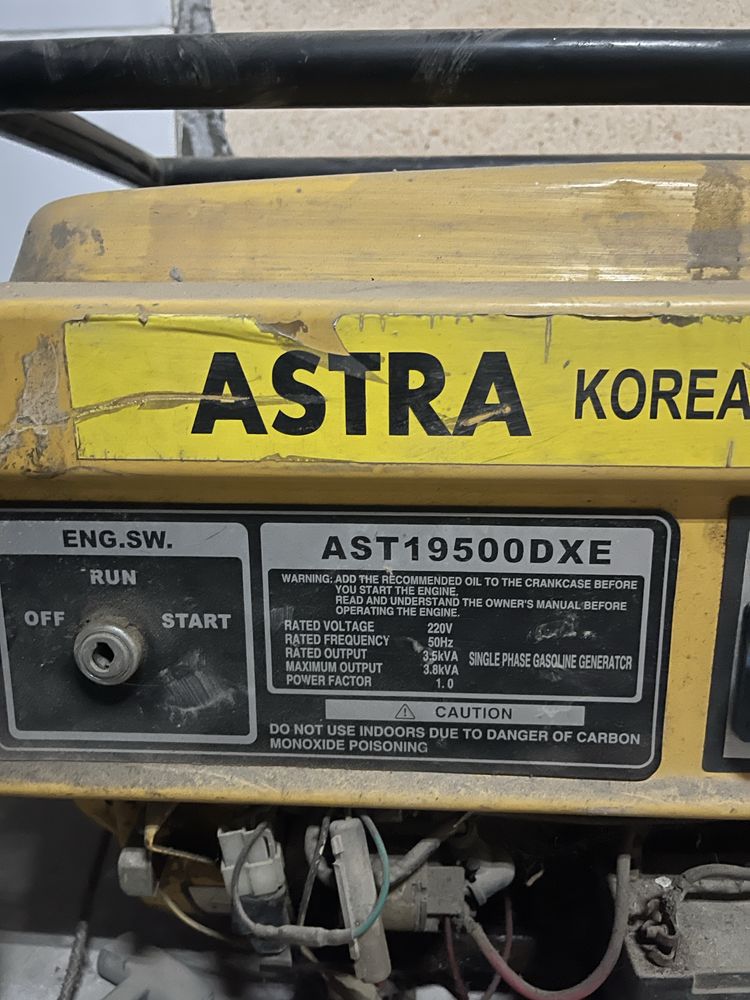 ASTRA KOREA
ENG.SW.
RUN
OFF START
AST19500DXE
WARNING: ADD THE RECOMMENDED OIL TO THE CRANKCASE BEFORE
YOU START THE ENGINE.
READ AND UNDERSTAND THE OWNER'S MANUAL BEFORE
OPERATING THE ENGINE.
RATED VOLTAGE 220V
RATED FREQUENCY 50Hz
RATED OUTPUT 3.5kVA SINGLE PHASE GASOLINE GENERATOR
MAXIMUM OUTPUT 3.8kVA
POWER FACTOR 1.0
CAUTION
DO NOT USE INDOORS DUE TO DANGER OF CARBON
MONOXIDE POISONING